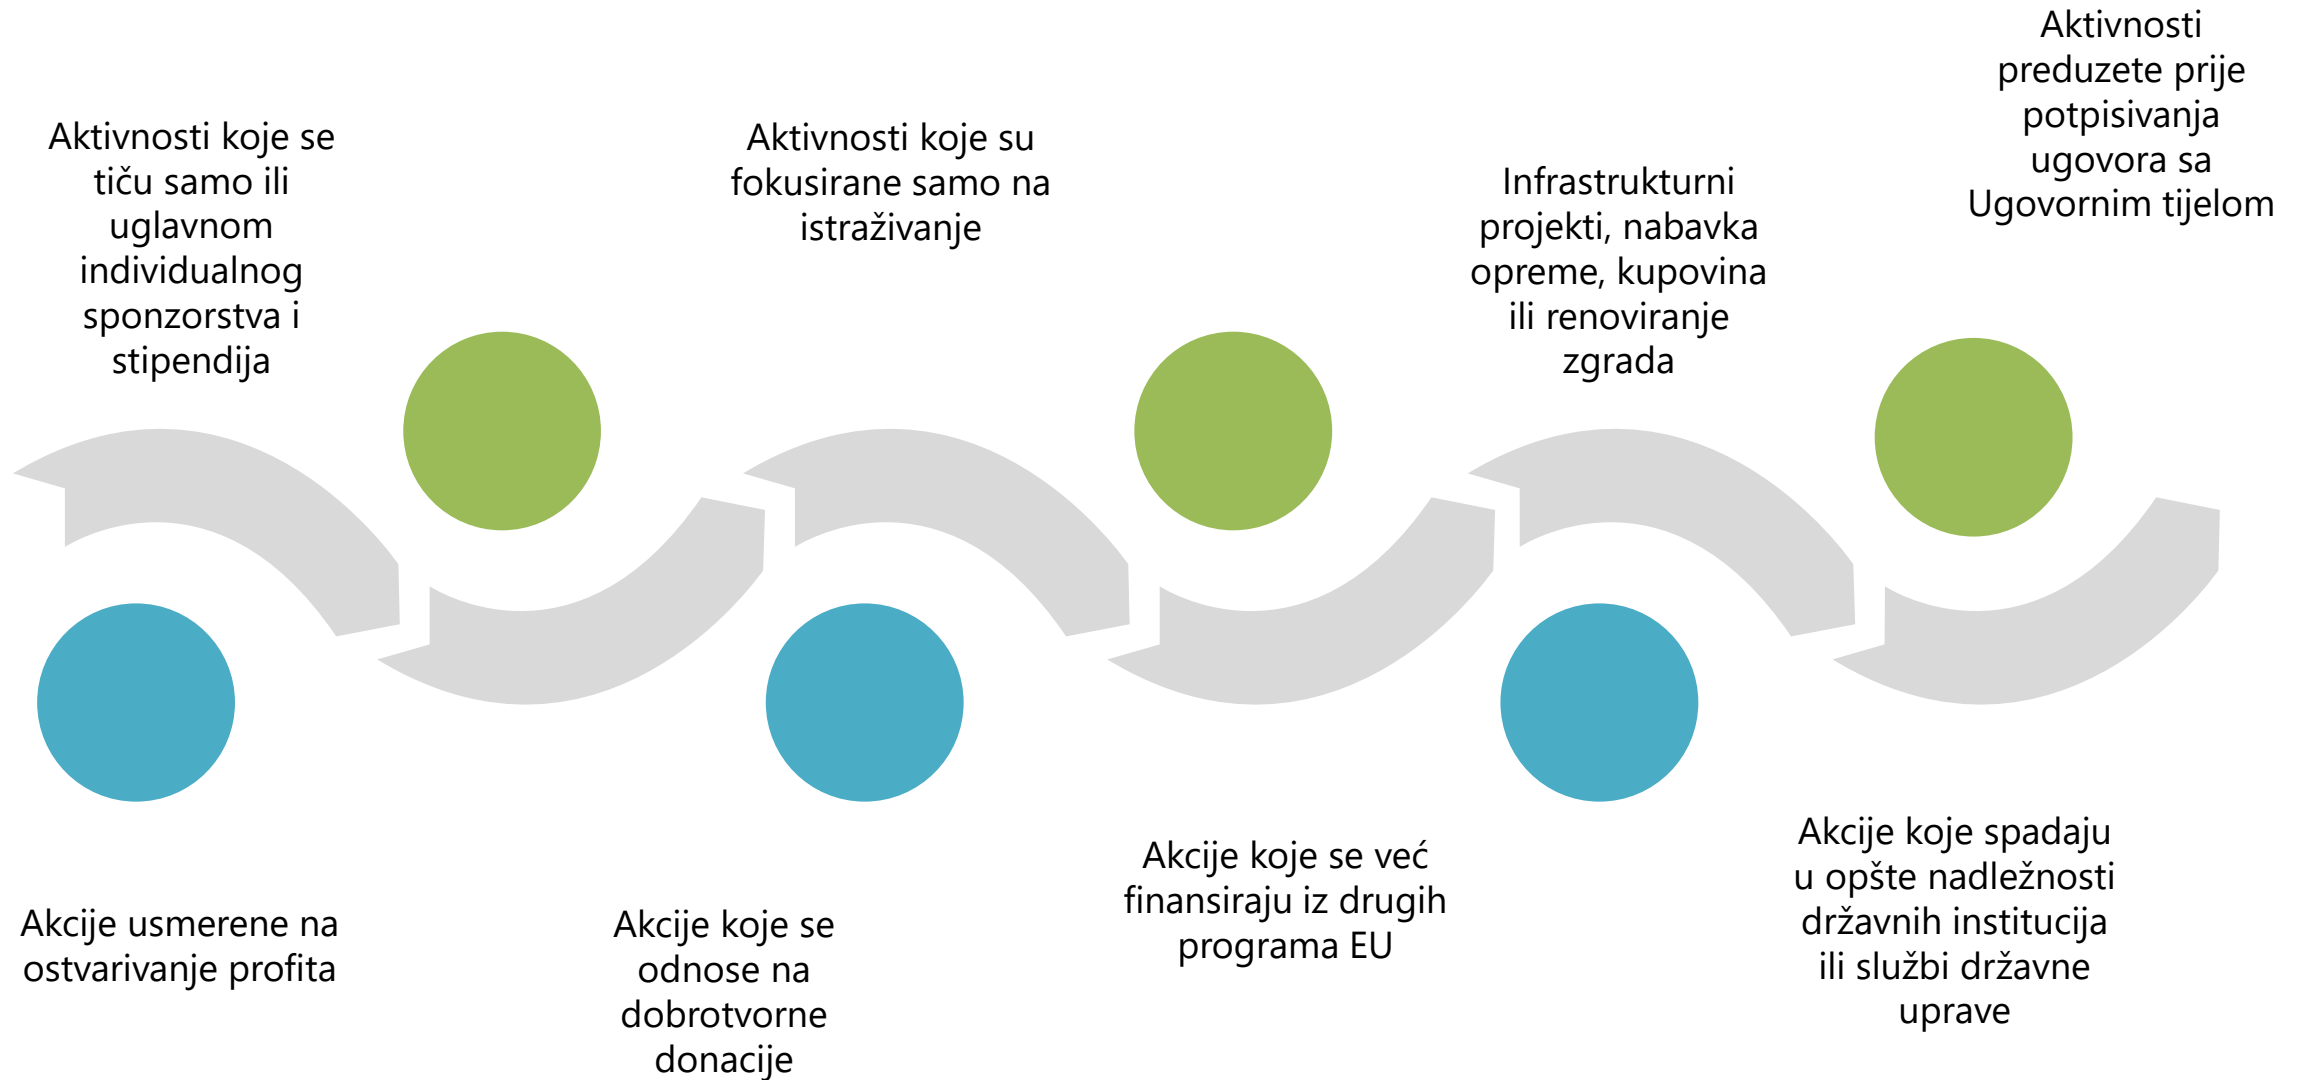 Aktivnosti koje se
tiču samo ili
uglavnom
individualnog
sponzorstva i
stipendija
Aktivnosti koje su
fokusirane samo na
istraživanje
Infrastrukturni
projekti, nabavka
opreme, kupovina
ili renoviranje
zgrada
Aktivnosti
preduzete prije
potpisivanja
ugovora sa
Ugovornim tijelom
Akcije usmerene na
ostvarivanje profita
Akcije koje se
odnose na
dobrotvorne
donacije
Akcije koje se već
finansiraju iz drugih
programa EU
Akcije koje spadaju
u opšte nadležnosti
državnih institucija
ili službi državne
uprave